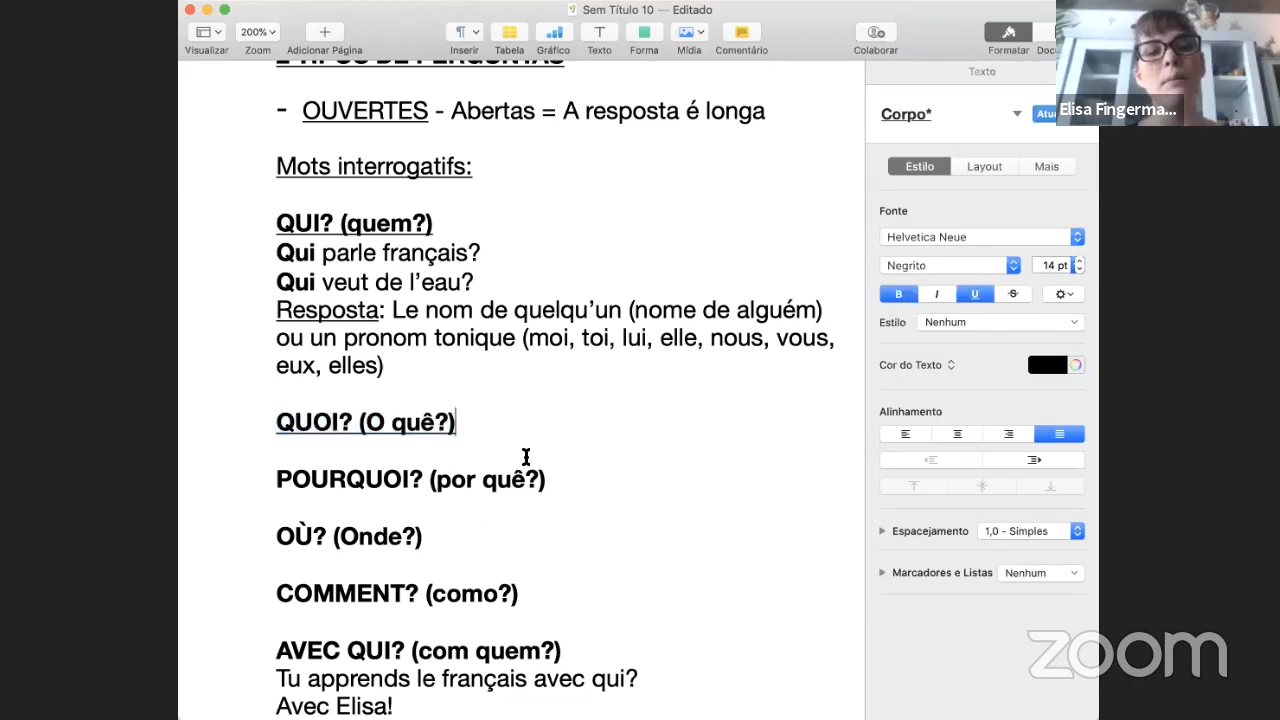 Sem Título 10 — Editado
200%
Visualizar
Zoom
Adicionar Página
Inserir
Tabela
Gráfico
Texto
Forma
Mídia
Comentário
Colaborar
Formatar
Texto
2 TIPOS DE PERGUNTAS
- OUVERTES - Abertas = A resposta é longa
Mots interrogatifs:
QUI? (quem?)
Qui parle français?
Qui veut de l’eau?
Resposta: Le nom de quelqu’un (nome de alguém)
ou un pronom tonique (moi, toi, lui, elle, nous, vous,
eux, elles)
QUOI? (O quê?)
POURQUOI? (por quê?)
OÙ? (Onde?)
COMMENT? (como?)
AVEC QUI? (com quem?)
Tu apprends le français avec qui?
Avec Elisa!
Elisa Fingerma...
Corpo*
Estilo Layout Mais
Fonte
Helvetica Neue
Negrito 14 pt
B I U S
Estilo Nenhum
Cor do Texto
Alinhamento
Espacejamento 1,0 - Simples
Marcadores e Listas Nenhum
zoom